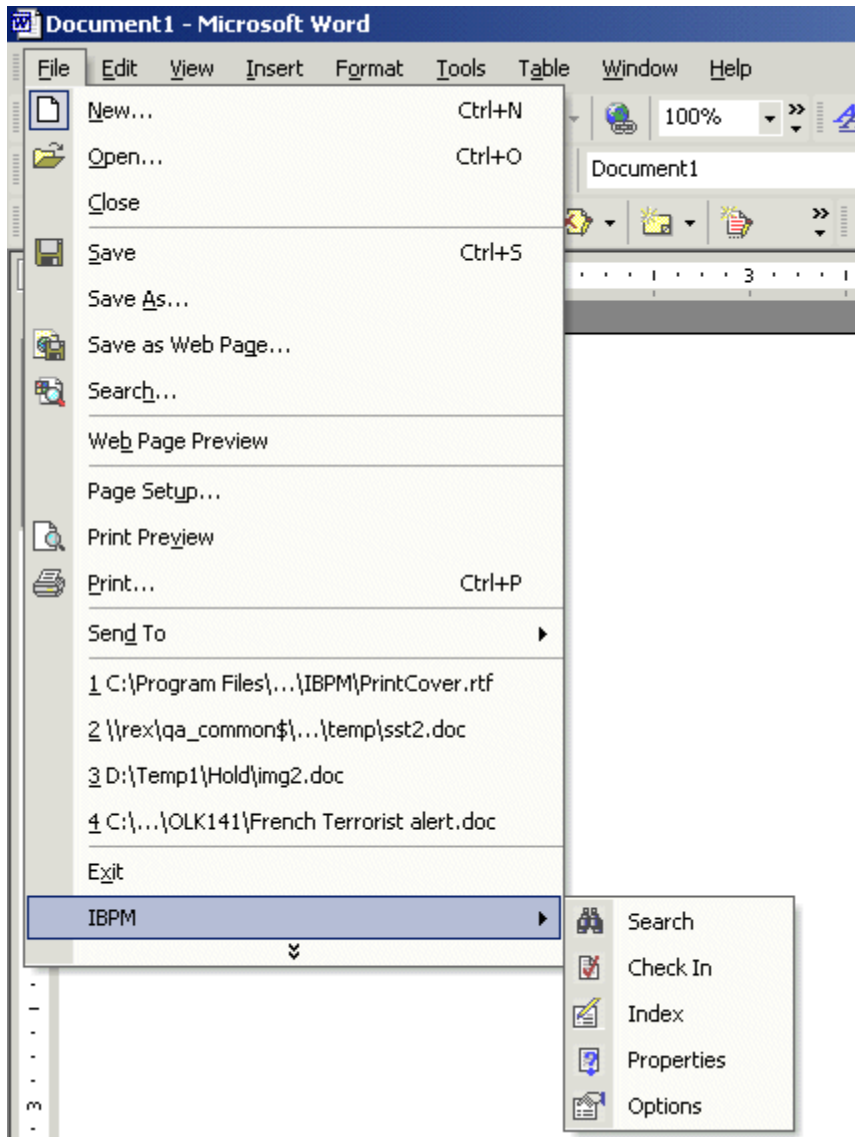 Document1 - Microsoft Word
File Edit View Insert Format Tools Table Window Help
New... Ctrl+N
100%
Open... Ctrl+O
Document1
Close
Save Ctrl+S
3
Save As...
Save as Web Page...
Search...
Web Page Preview
Page Setup...
Print Preview
Print... Ctrl+P
Send To
1 C:\Program Files\...\IBPM\PrintCover.rtf
2 \\rex\qa_common$\...\temp\sst2.doc
3 D:\Temp1\Hold\img2.doc
4 C:\...\OLK141\French Terrorist alert.doc
Exit
IBPM
Search
Check In
Index
Properties
Options
3